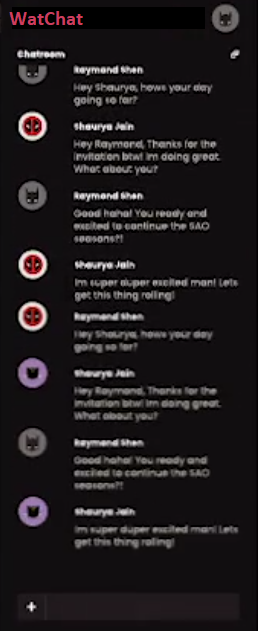 WatChat
Chatroom
Raymond Shen
Hey Shaurya, hows your day
going so far?
Shaurya Jain
Hey Raymond, Thanks for the
invitation btw! Im doing great.
What about you?
Raymond Shen
Good haha! You ready and
excited to continue the SAO
seasons?!
Shaurya Jain
Im super duper excited man! Lets
get this thing rolling!
Raymond Shen
Hey Shaurya, hows your day
going so far?
Shaurya Jain
Hey Raymond, Thanks for the
invitation btw! Im doing great.
What about you?
Raymond Shen
Good haha! You ready and
excited to continue the SAO
seasons?!
Shaurya Jain
Im super duper excited man! Lets
get this thing rolling!